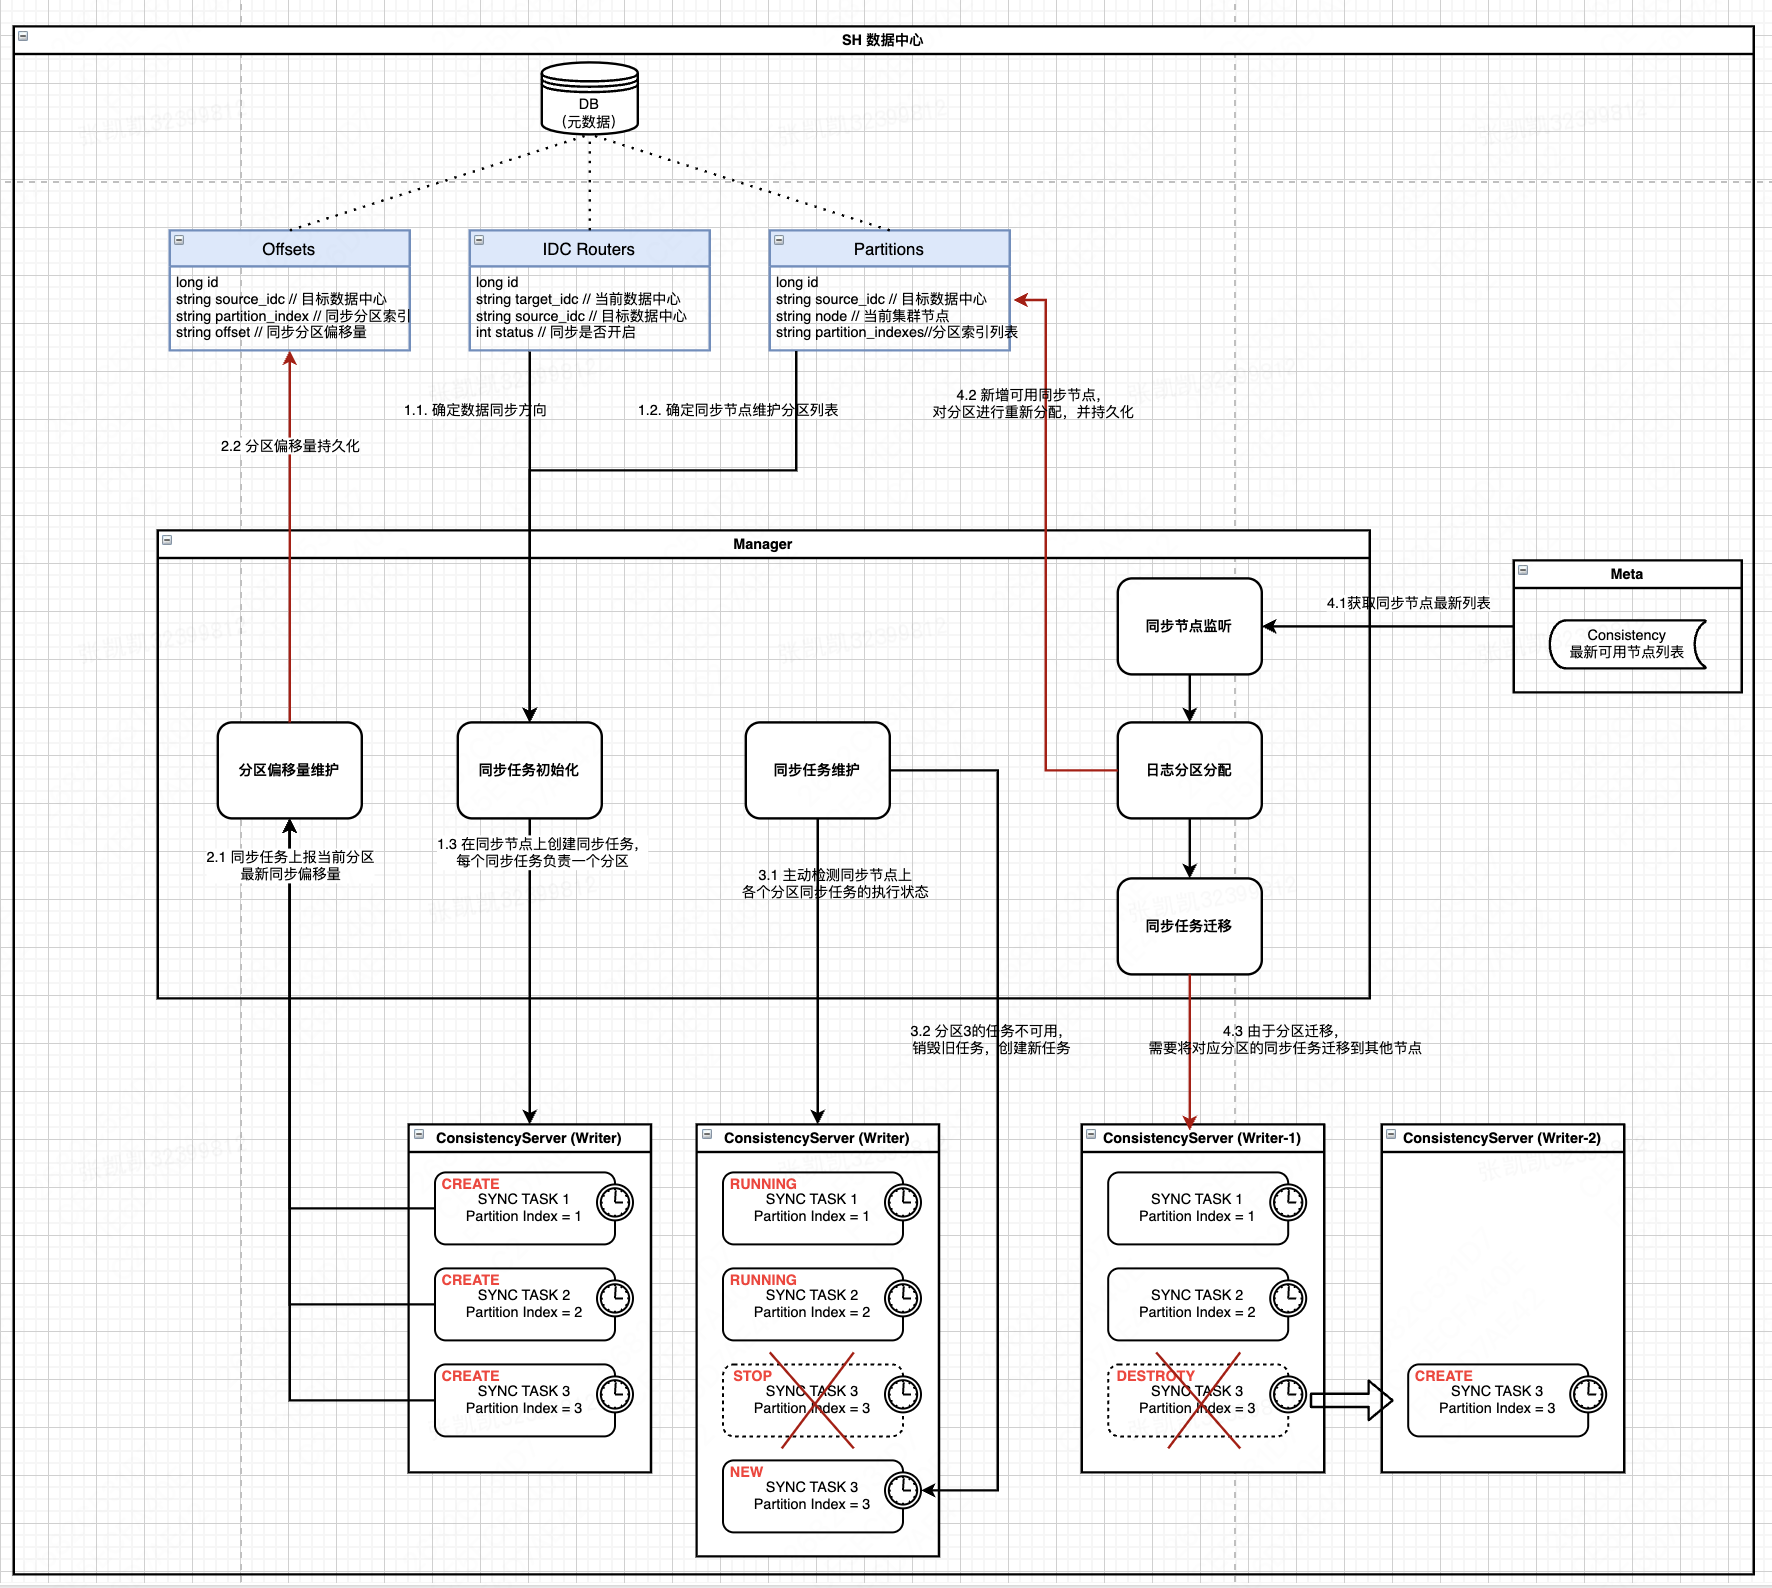 SH 数据中心
DB
(元数据)
Offsets
long id
string source_idc // 目标数据中心
string partition_index // 同步分区索引
string offset // 同步分区偏移量
IDC Routers
long id
string target_idc // 当前数据中心
string source_idc // 目标数据中心
int status // 同步是否开启
Partitions
long id
string source_idc // 目标数据中心
string node // 当前集群节点
string partition_indexes//分区索引列表
1.1. 确定数据同步方向
1.2. 确定同步节点维护分区列表
4.2 新增可用同步节点，
对分区进行重新分配，并持久化
2.2 分区偏移量持久化
Manager
Meta
Consistency
最新可用节点列表
4.1获取同步节点最新列表
同步节点监听
分区偏移量维护
同步任务初始化
同步任务维护
日志分区分配
2.1 同步任务上报当前分区
最新同步偏移量
1.3 在同步节点上创建同步任务，
每个同步任务负责一个分区
3.1 主动检测同步节点上
各个分区同步任务的执行状态
同步任务迁移
3.2 分区3的任务不可用，
销毁旧任务，创建新任务
4.3 由于分区迁移，
需要将对应分区的同步任务迁移到其他节点
ConsistencyServer (Writer)
CREATE
SYNC TASK 1
Partition Index = 1
CREATE
SYNC TASK 2
Partition Index = 2
CREATE
SYNC TASK 3
Partition Index = 3
ConsistencyServer (Writer)
RUNNING
SYNC TASK 1
Partition Index = 1
RUNNING
SYNC TASK 2
Partition Index = 2
STOP
SYNC TASK 3
Partition Index = 3
NEW
SYNC TASK 3
Partition Index = 3
ConsistencyServer (Writer-1)
SYNC TASK 1
Partition Index = 1
SYNC TASK 2
Partition Index = 2
DESTROTY
SYNC TASK 3
Partition Index = 3
ConsistencyServer (Writer-2)
CREATE
SYNC TASK 3
Partition Index = 3